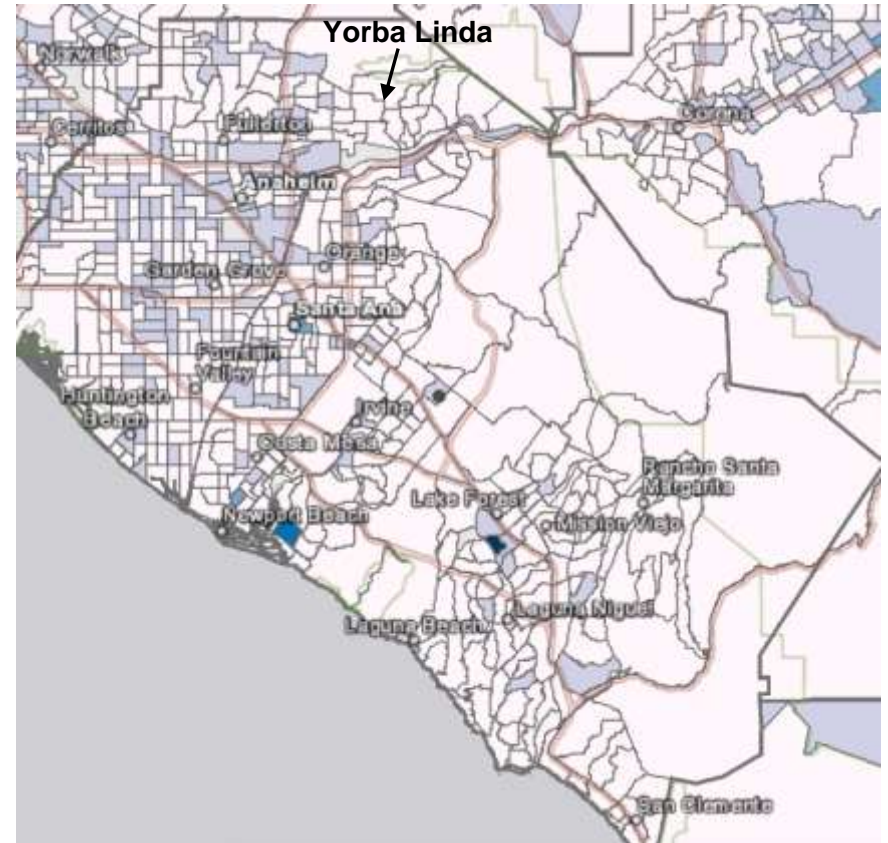 Yorba Linda
Norwalk
Cerritos
Fullerton
Corona
Anaheim
Orange
Garden Grove
Santa Ana
Fountain
Valley
Huntington
Beach
Irvine
Costa Mesa
Rancho Santa
Margarita
Lake Forest
Mission Viejo
Newport Beach
Laguna Niguel
Laguna Beach
San Clemente